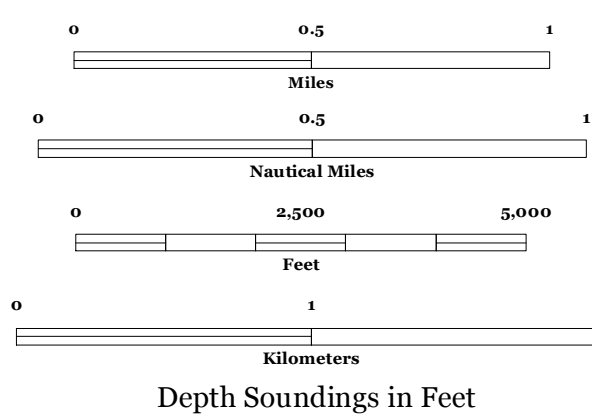 0 0.5 1
Miles
0 0.5 1
Nautical Miles
0 2,500 5,000
Feet
0 1
Kilometers
Depth Soundings in Feet